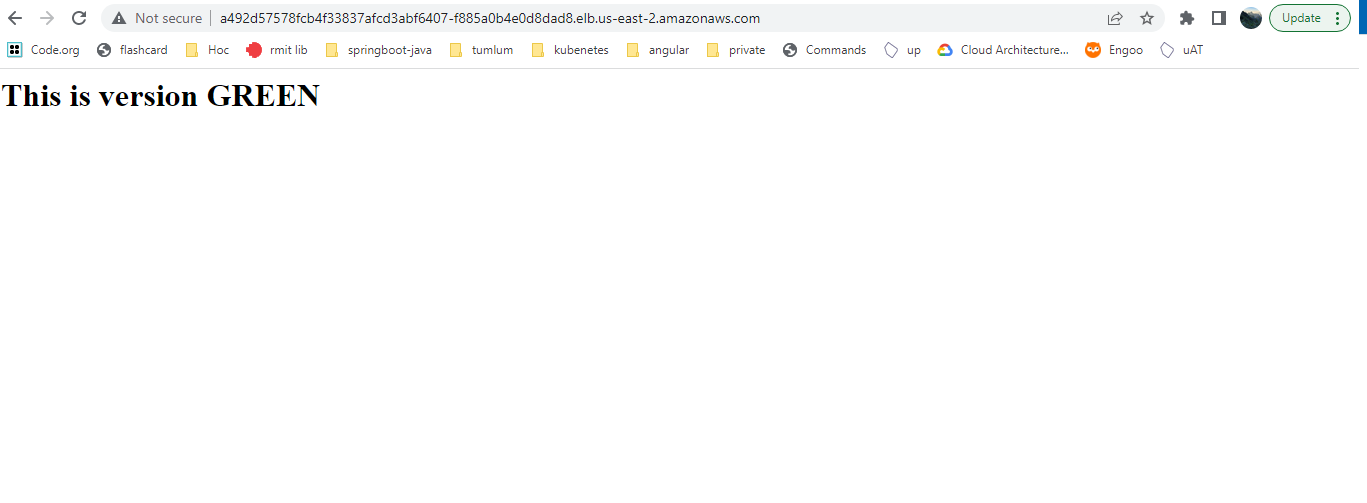 Not secure a492d57578fcb4f33837afcd3abf6407-f885a0b4e0d8dad8.elb.us-east-2.amazonaws.com Update
Code.org flashcard Hoc rmit lib springboot-java tumlum kubenetes angular private Commands up Cloud Architecture... Engoo uAT
This is version GREEN